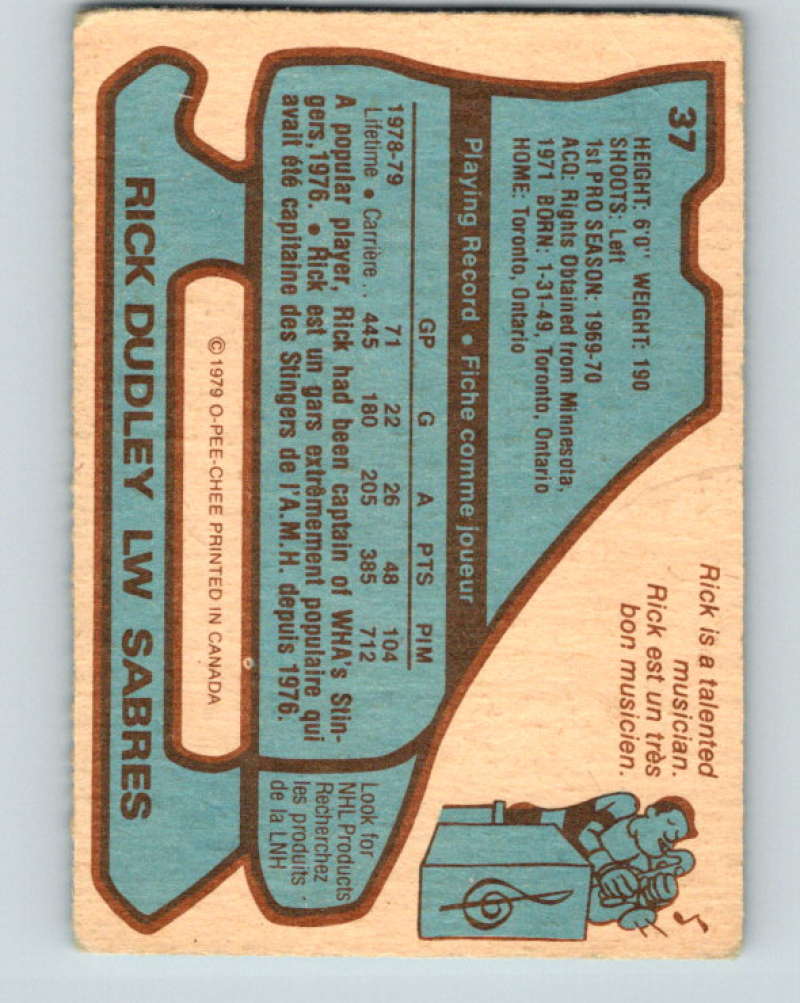 37
HEIGHT: 6'0" WEIGHT: 190
SHOOTS: Left
1st PRO SEASON: 1969-70
ACQ: Rights Obtained from Minnesota,
1971 BORN: 1-31-49, Toronto, Ontario
HOME: Toronto, Ontario
Rick is a talented
musician.
Rick est un très
bon musicien.
Playing Record • Fiche comme joueur
GP G A PTS PIM
1978-79 71 22 26 48 104
Lifetime • Carrière . . 445 180 205 385 712
A popular player, Rick had been captain of WHA's Stin-
gers, 1976. • Rick est un gars extrêmement populaire qui
avait été capitaine des Stingers de l'A.M.H. depuis 1976.
Look for
NHL Products
Recherchez
les produits
de la LNH
© 1979 O-PEE-CHEE PRINTED IN CANADA
RICK DUDLEY LW SABRES